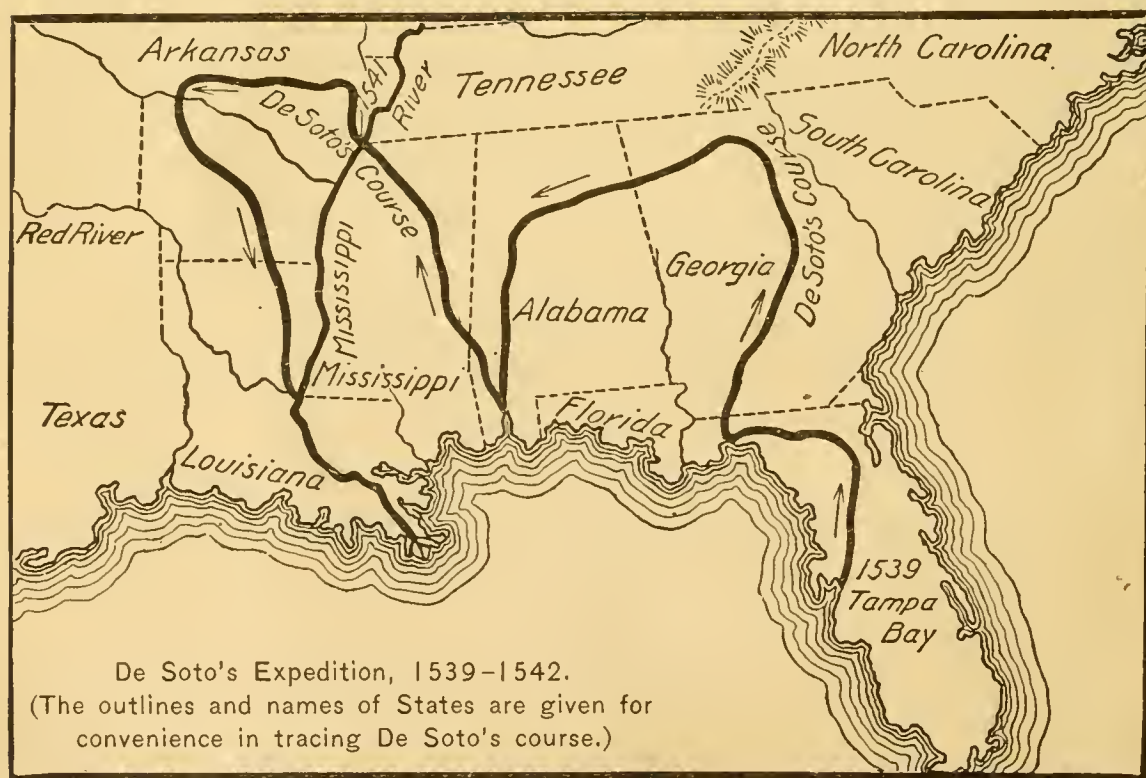 Arkansas
North Carolina
Tennessee
1541
River
De Soto's Course
South Carolina
De Soto's Course
Red River
Mississippi
Georgia
Alabama
Mississippi
Texas
Florida
Louisiana
1539
Tampa
Bay
De Soto's Expedition, 1539–1542.
(The outlines and names of States are given for
convenience in tracing De Soto's course.)